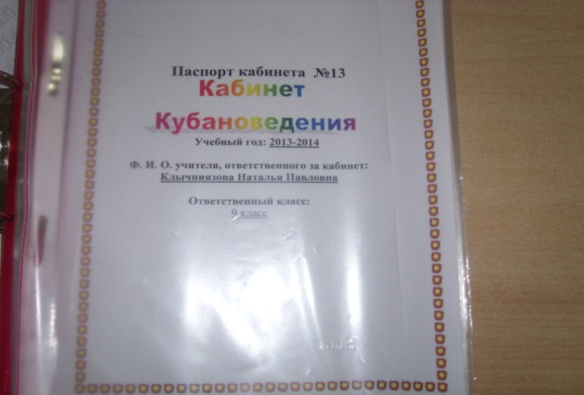 Паспорт кабинета №13
Кабинет
Кубановедения
Учебный год: 2013-2014
Ф. И. О. учителя, ответственного за кабинет:
Клычниязова Наталья Павловна
Ответственный класс:
9 класс